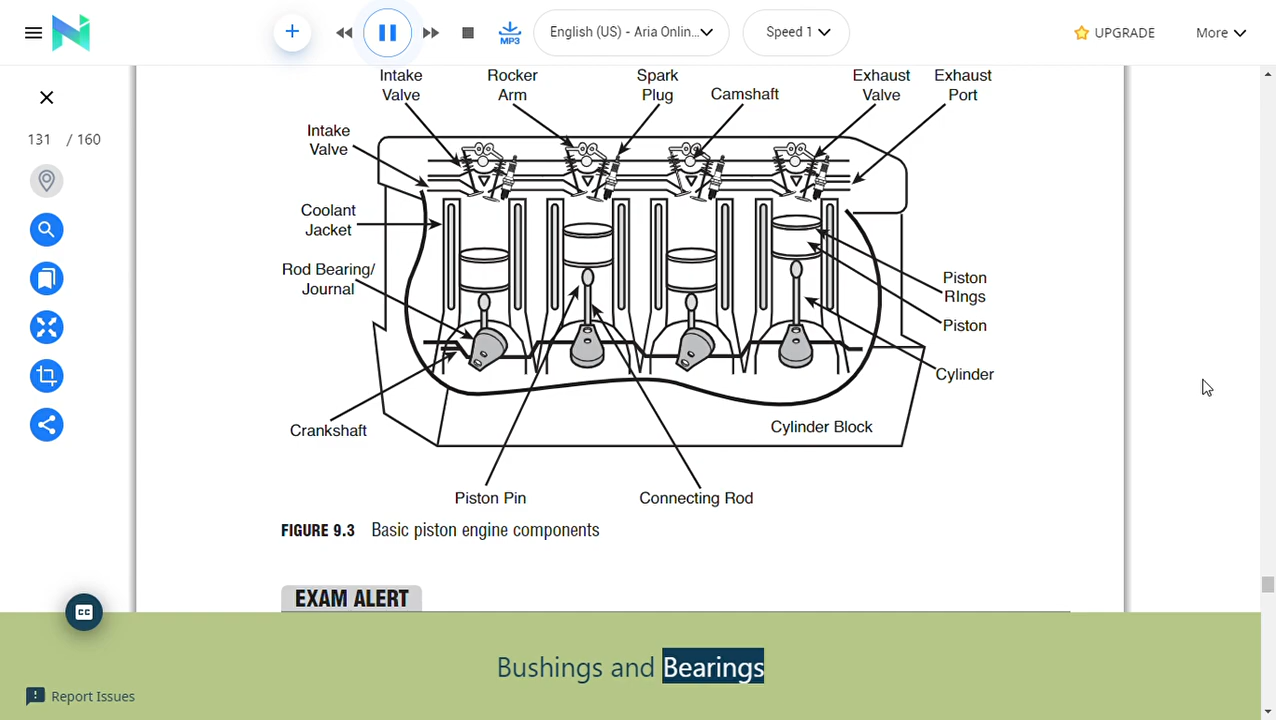 MP3
English (US) - Aria Onlin...
Speed 1
UPGRADE
More
131 / 160
Intake
Valve
Rocker
Arm
Spark
Plug
Camshaft
Exhaust
Valve
Exhaust
Port
Intake
Valve
Coolant
Jacket
Rod Bearing/
Journal
Piston
RIngs
Piston
Cylinder
Crankshaft
Cylinder Block
Piston Pin
Connecting Rod
FIGURE 9.3 Basic piston engine components
EXAM ALERT
CC
Bushings and Bearings
Report Issues